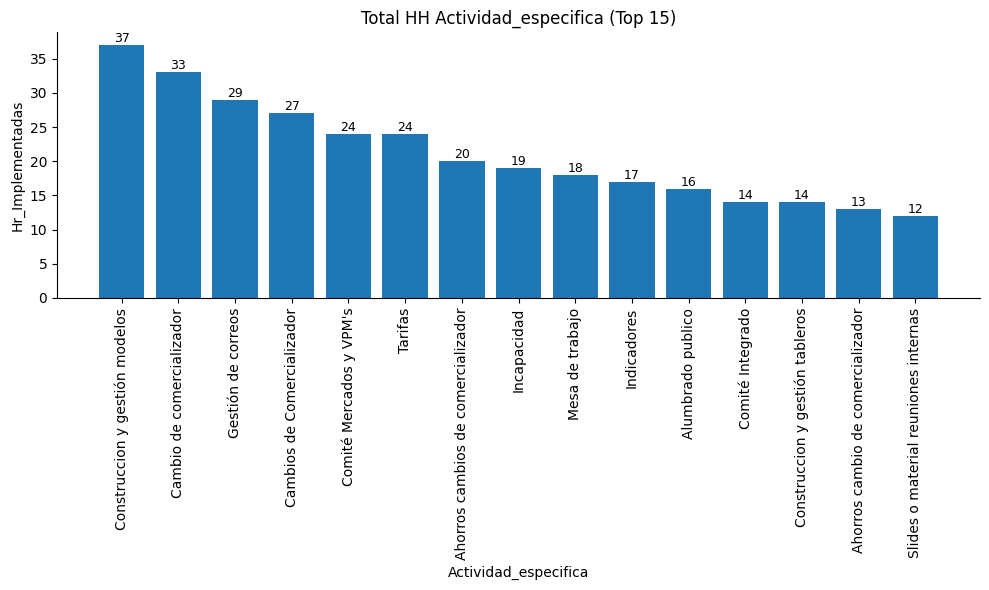 Total HH Actividad_especifica (Top 15)
Hr_Implementadas
35
30
25
20
15
10
5
0
37
33
29
27
24
24
20
19
18
17
16
14
14
13
12
Construccion y gestión modelos
Cambio de comercializador
Gestión de correos
Cambios de Comercializador
Comité Mercados y VPM's
Tarifas
Ahorros cambios de comercializador
Incapacidad
Mesa de trabajo
Indicadores
Alumbrado publico
Comité Integrado
Construccion y gestión tableros
Ahorros cambio de comercializador
Slides o material reuniones internas
Actividad_especifica